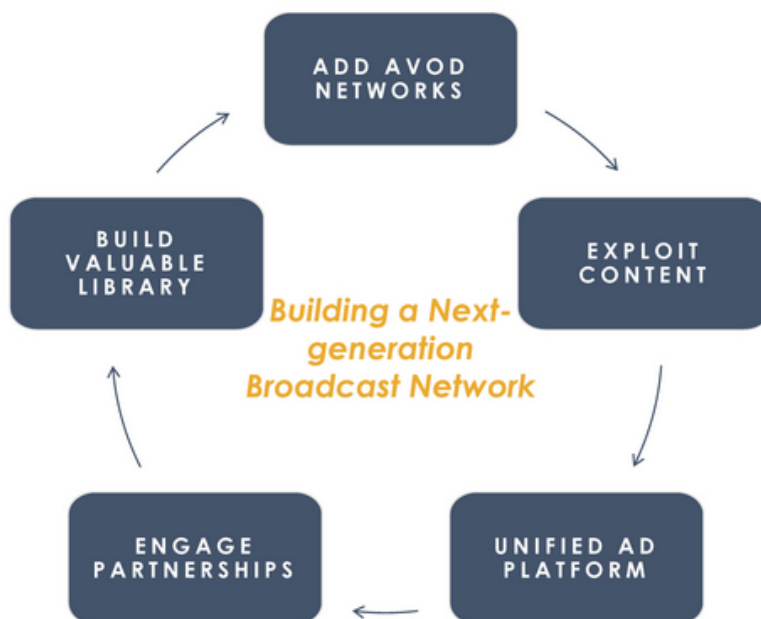 ADD AVOD
NETWORKS
EXPLOIT
CONTENT
UNIFIED AD
PLATFORM
ENGAGE
PARTNERSHIPS
BUILD
VALUABLE
LIBRARY
Building a Next-
generation
Broadcast Network